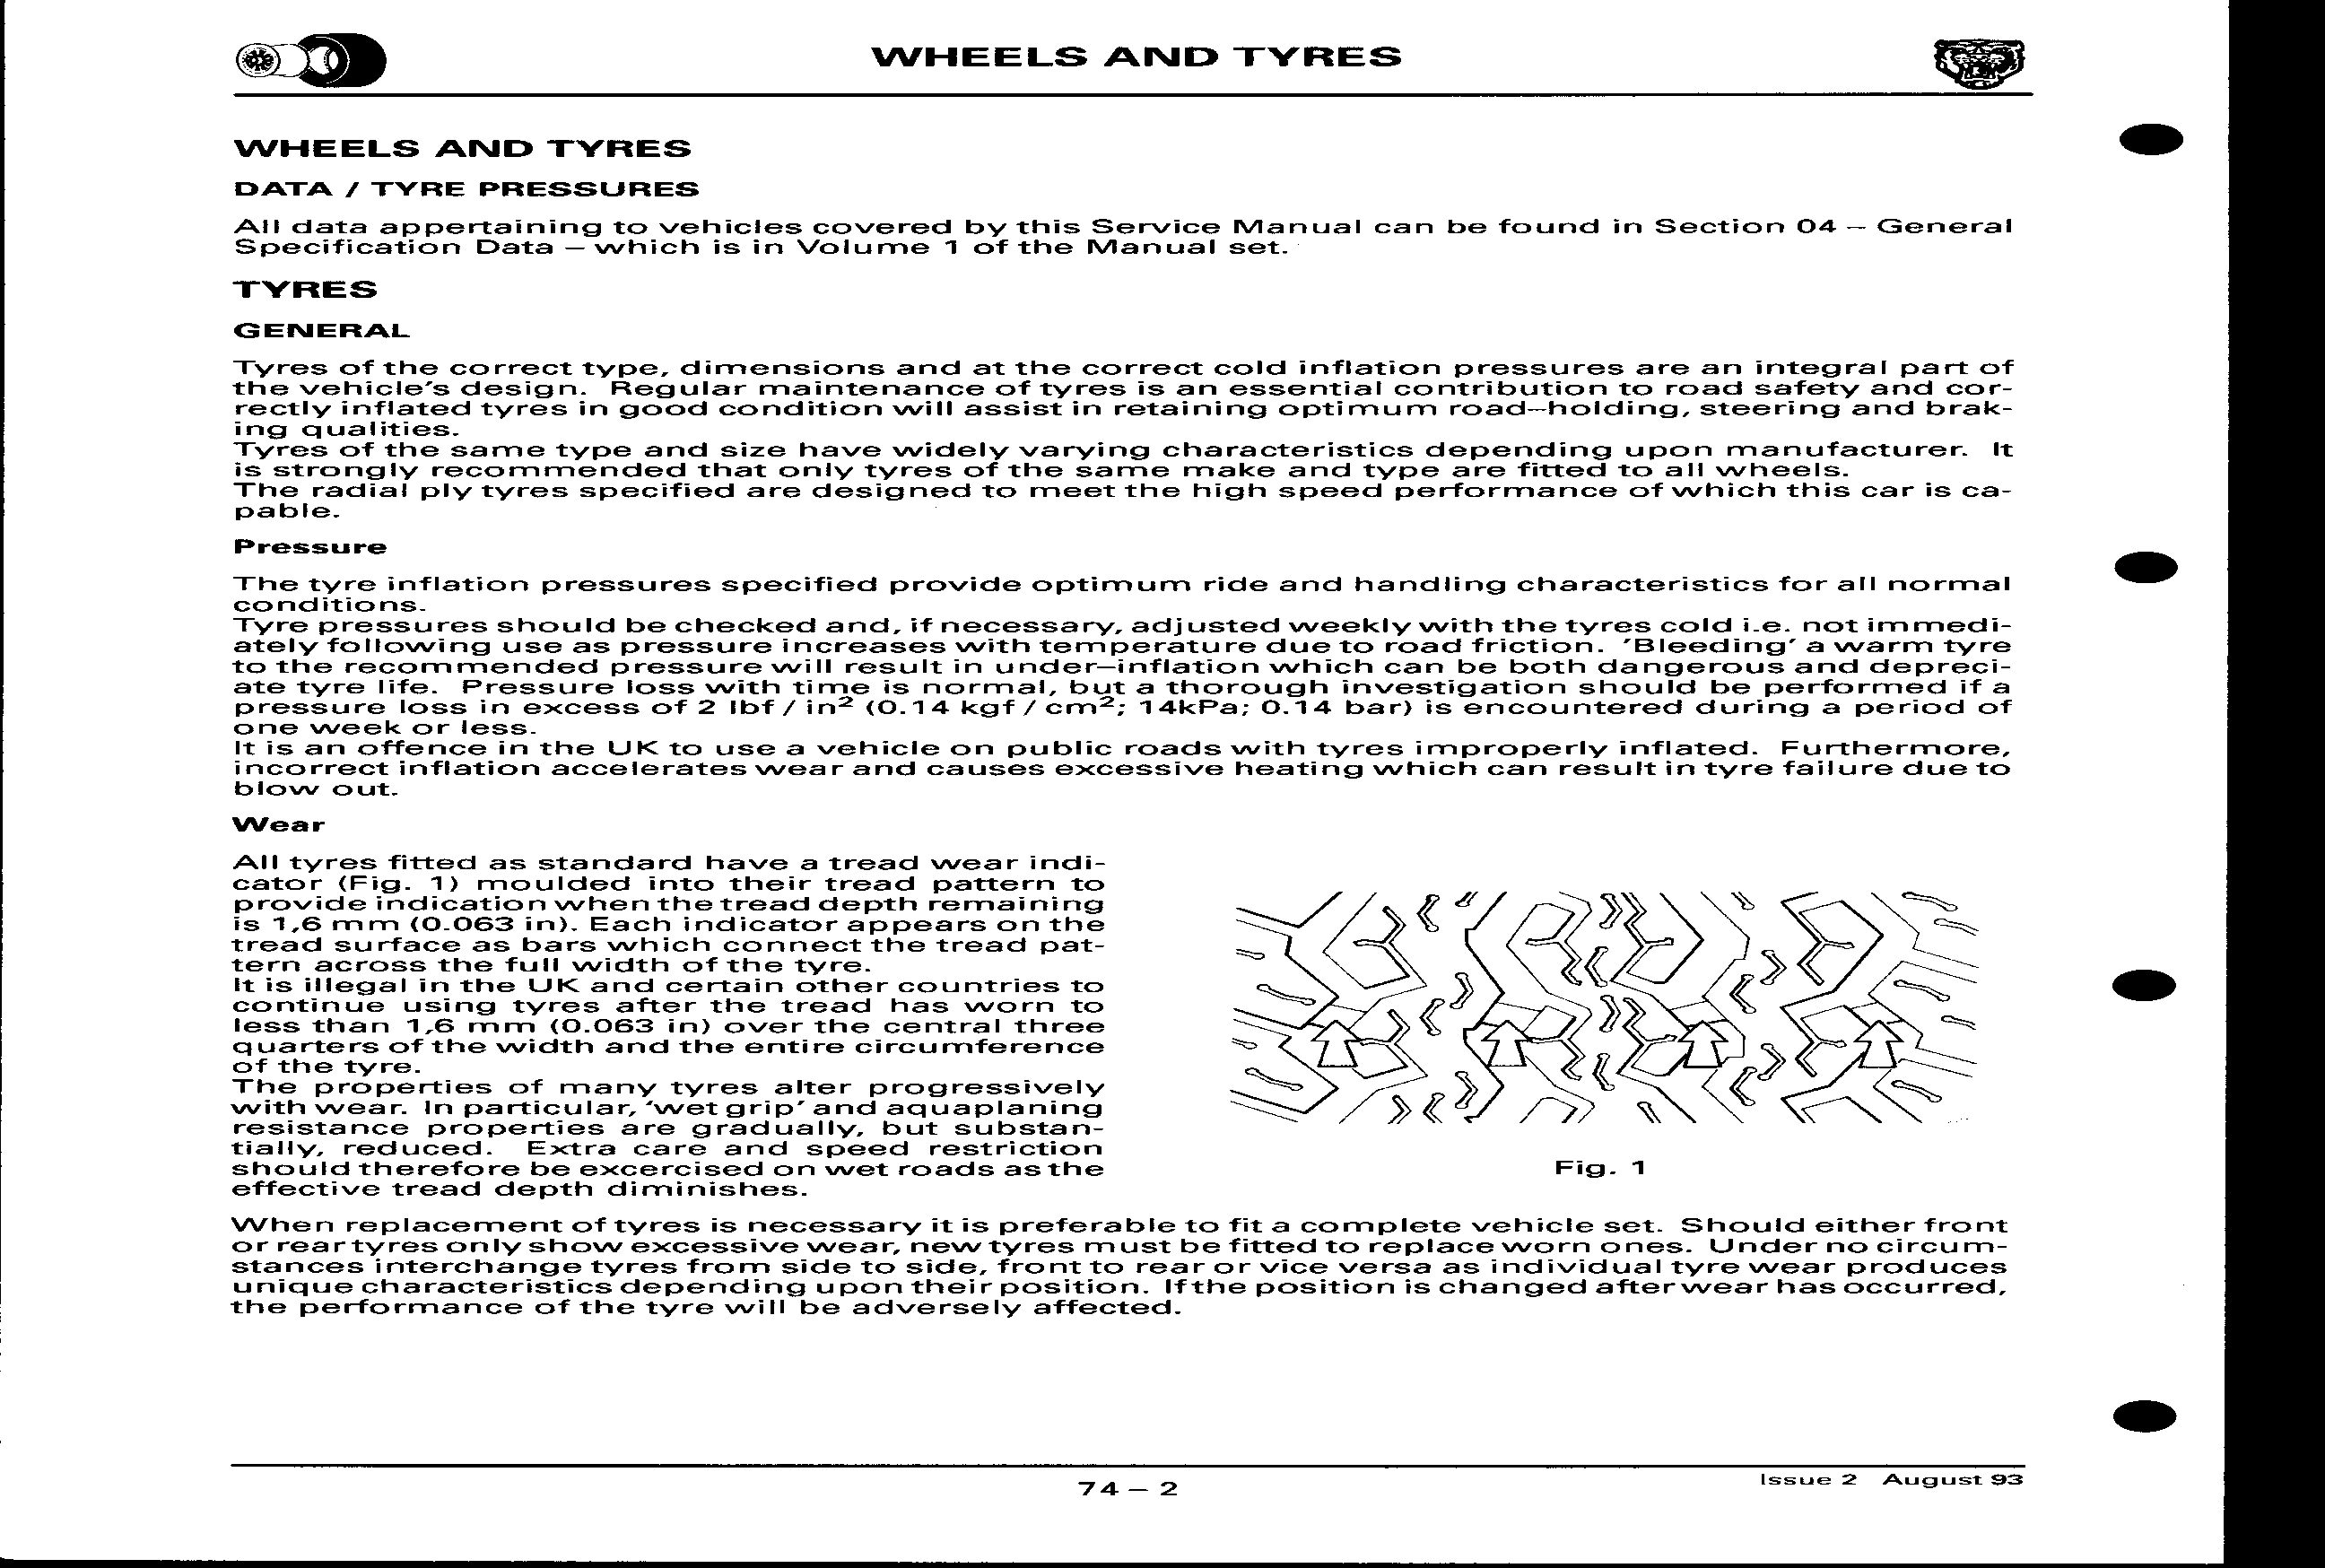 WHEELS AND TYRES
WHEELS AND TYRES
DATA / TYRE PRESSURES
All data appertaining to vehicles covered by this Service Manual can be found in Section 04 – General
Specification Data – which is in Volume 1 of the Manual set.
TYRES
GENERAL
Tyres of the correct type, dimensions and at the correct cold inflation pressures are an integral part of
the vehicle's design. Regular maintenance of tyres is an essential contribution to road safety and cor-
rectly inflated tyres in good condition will assist in retaining optimum road–holding, steering and brak-
ing qualities.
Tyres of the same type and size have widely varying characteristics depending upon manufacturer. It
is strongly recommended that only tyres of the same make and type are fitted to all wheels.
The radial ply tyres specified are designed to meet the high speed performance of which this car is ca-
pable.
Pressure
The tyre inflation pressures specified provide optimum ride and handling characteristics for all normal
conditions.
Tyre pressures should be checked and, if necessary, adjusted weekly with the tyres cold i.e. not immedi-
ately following use as pressure increases with temperature due to road friction. 'Bleeding' a warm tyre
to the recommended pressure will result in under–inflation which can be both dangerous and depreci-
ate tyre life. Pressure loss with time is normal, but a thorough investigation should be performed if a
pressure loss in excess of 2 lbf / in² (0.14 kgf / cm²; 14kPa; 0.14 bar) is encountered during a period of
one week or less.
It is an offence in the UK to use a vehicle on public roads with tyres improperly inflated. Furthermore,
incorrect inflation accelerates wear and causes excessive heating which can result in tyre failure due to
blow out.
Wear
All tyres fitted as standard have a tread wear indi-
cator (Fig. 1) moulded into their tread pattern to
provide indication when the tread depth remaining
is 1,6 mm (0.063 in). Each indicator appears on the
tread surface as bars which connect the tread pat-
tern across the full width of the tyre.
It is illegal in the UK and certain other countries to
continue using tyres after the tread has worn to
less than 1,6 mm (0.063 in) over the central three
quarters of the width and the entire circumference
of the tyre.
The properties of many tyres alter progressively
with wear. In particular, 'wet grip' and aquaplaning
resistance properties are gradually, but substan-
tially, reduced. Extra care and speed restriction
should therefore be excercised on wet roads as the
effective tread depth diminishes.
Fig. 1
When replacement of tyres is necessary it is preferable to fit a complete vehicle set. Should either front
or rear tyres only show excessive wear, new tyres must be fitted to replace worn ones. Under no circum-
stances interchange tyres from side to side, front to rear or vice versa as individual tyre wear produces
unique characteristics depending upon their position. If the position is changed after wear has occurred,
the performance of the tyre will be adversely affected.
74 – 2
Issue 2 August 93